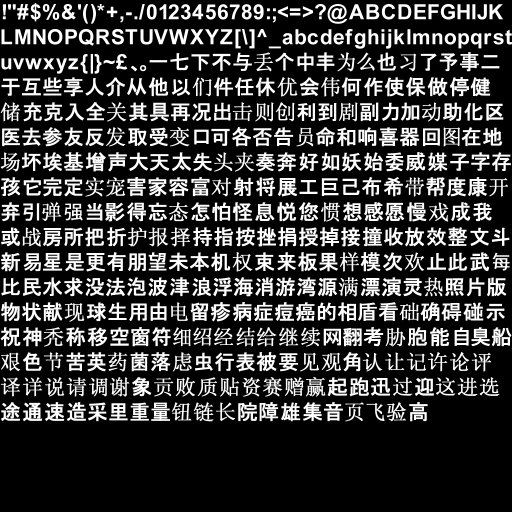 !"#$%&'()*+,-./0123456789:;<=>?@ABCDEFGHIJK
LMNOPQRSTUVWXYZ[\]^_abcdefghijklmnopqrst
uvwxyz{|}~£、。一七下不与丢个中丰为么也习了予事二
于互些享人介从他以们件任休优会伟何作使保做停健
储充克入全关其具再况出击则创利到刷副力加动助化区
医去参友反发取受变口可各否告员命和响喜器回图在地
场坏埃基增声大天太失头夹奏奔好如妖始委威媒子字存
孩它完定实宠害家容富对射将展工巨己布希带帮度康开
弃引弹强当影得忘态怎怕怪息悦您惯想感愿慢戏成我
或战房所把折护报择持指按挑捐授掉接撞收放效整文斗
新易星是更有朋望未本机权束来板果样模次欢止此武每
比民水求没法泡波津浪浮海消游湾源满漂演灵热照片版
物状献现球生用由电留疹病症痘癌的相盾看础确碍碰示
祝神秃称移空窗符细绍经结给继续网翻考胁胞能自臭船
艰色节苦英药菌落虑虫行表被要见观角认让记许论评
译详说请调谢象贡败质贴资赛赠赢起跑迅过迎这进选
途通速造采里重量钮链长院障雄集音页飞验高